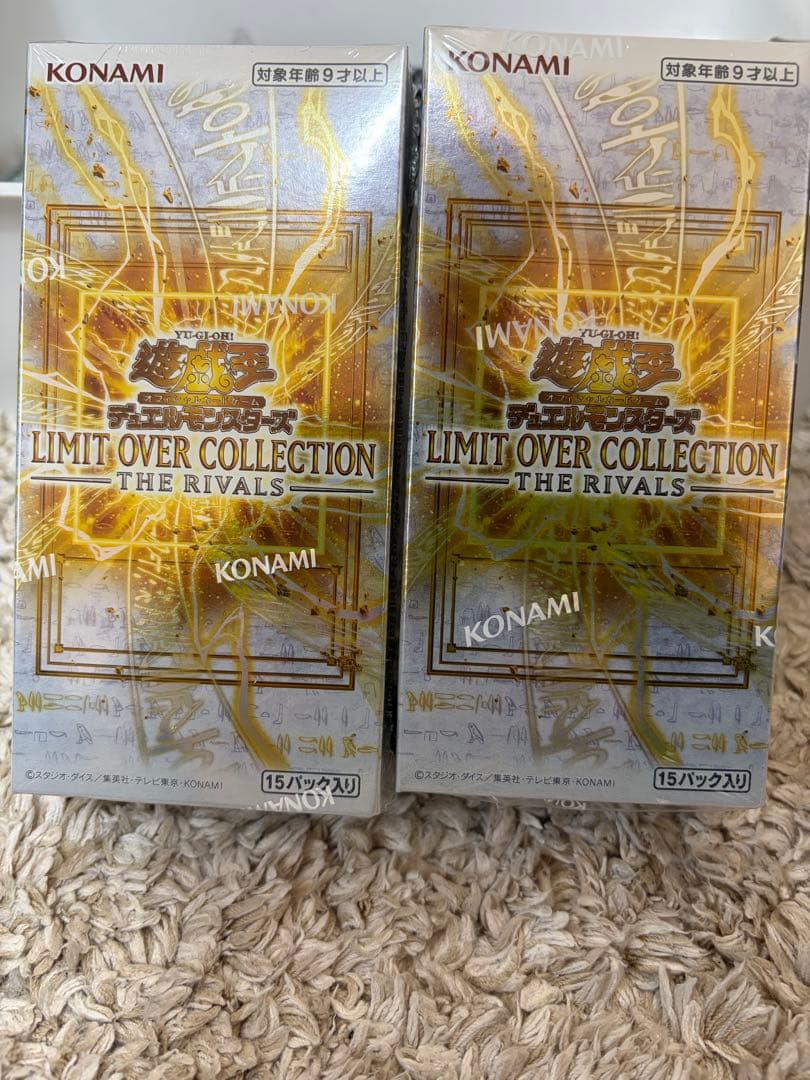 KONAMI
対象年齢9才以上
KONAMI
KONAMI
YU-GI-OH!
遊戯王
オフィシャルカードゲーム
デュエルモンスターズ
LIMIT OVER COLLECTION
THE RIVALS
KONAMI
KONAMI
©スタジオ・ダイス/集英社・テレビ東京・KONAMI
15パック入り
KONAMI
KONAMI
KONAMI
対象年齢9才以上
KONAMI
KONAMI
YU-GI-OH!
遊戯王
オフィシャルカードゲーム
デュエルモンスターズ
LIMIT OVER COLLECTION
THE RIVALS
KONAMI
©スタジオ・ダイス/集英社・テレビ東京・KONAMI
15パック入り